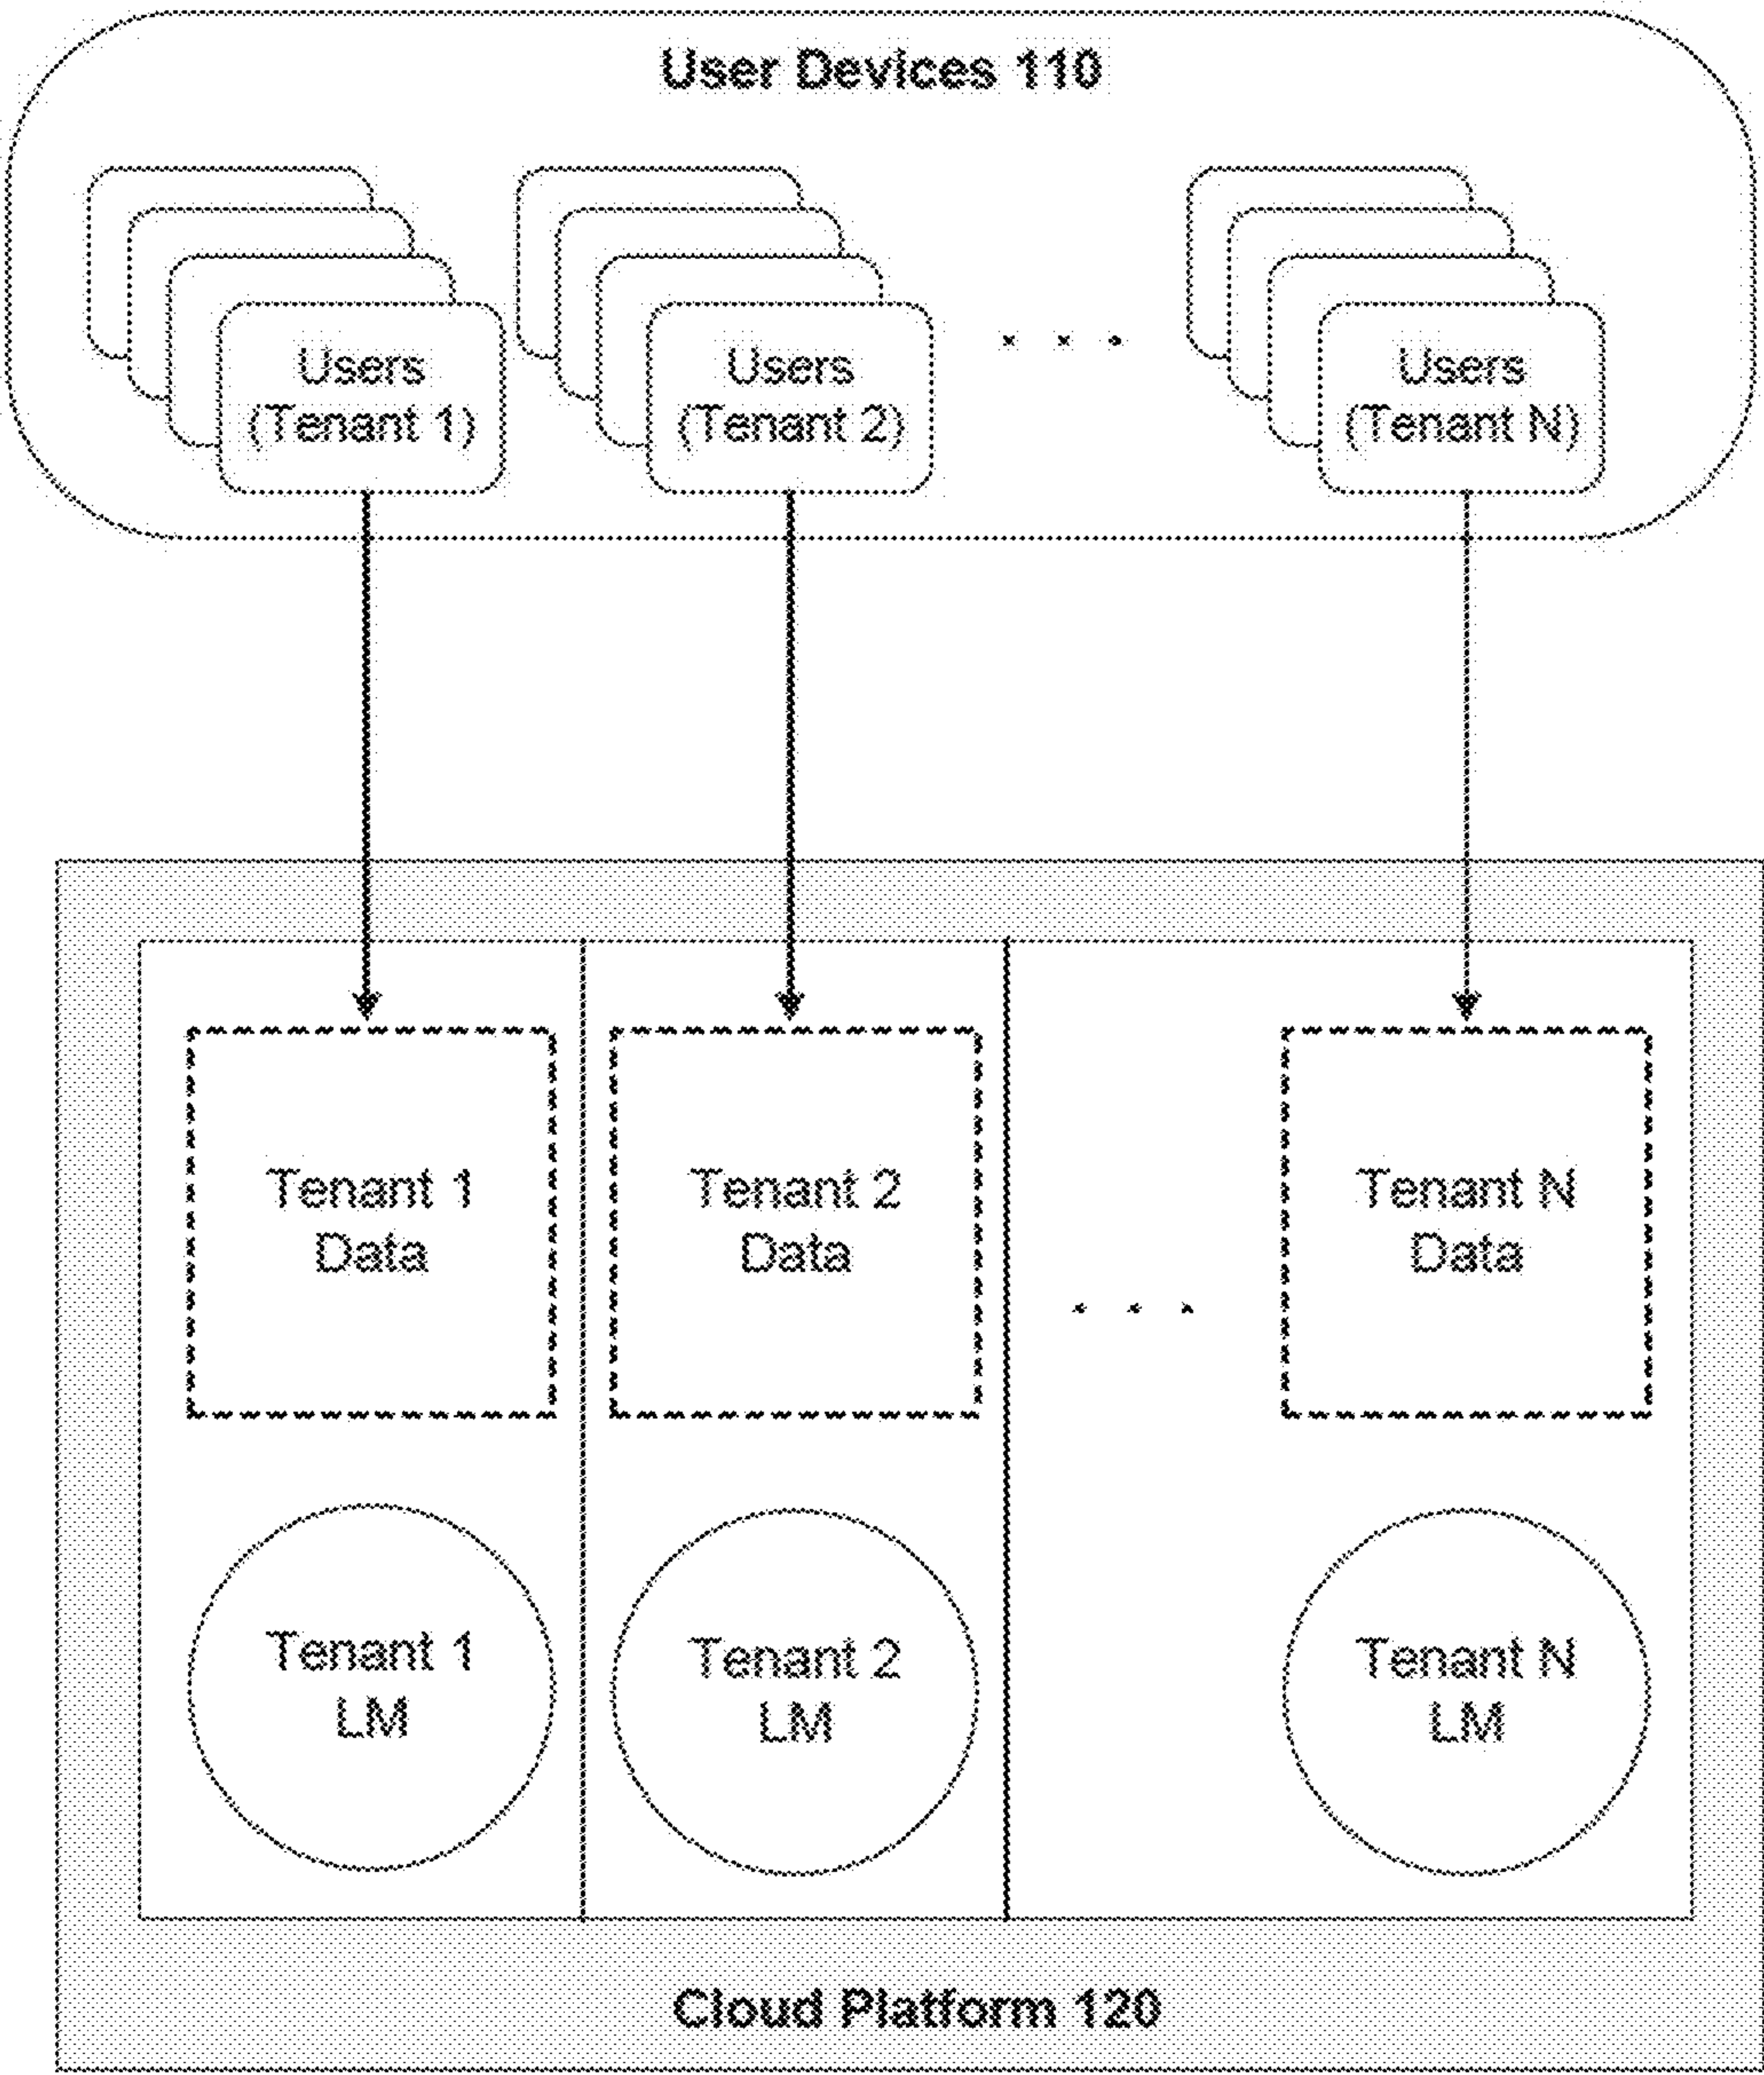 User Devices 110
Users
(Tenant 1)
Users
(Tenant 2)
. . .
Users
(Tenant N)
Tenant 1
Data
Tenant 2
Data
. . .
Tenant N
Data
Tenant 1
LM
Tenant 2
LM
Tenant N
LM
Cloud Platform 120